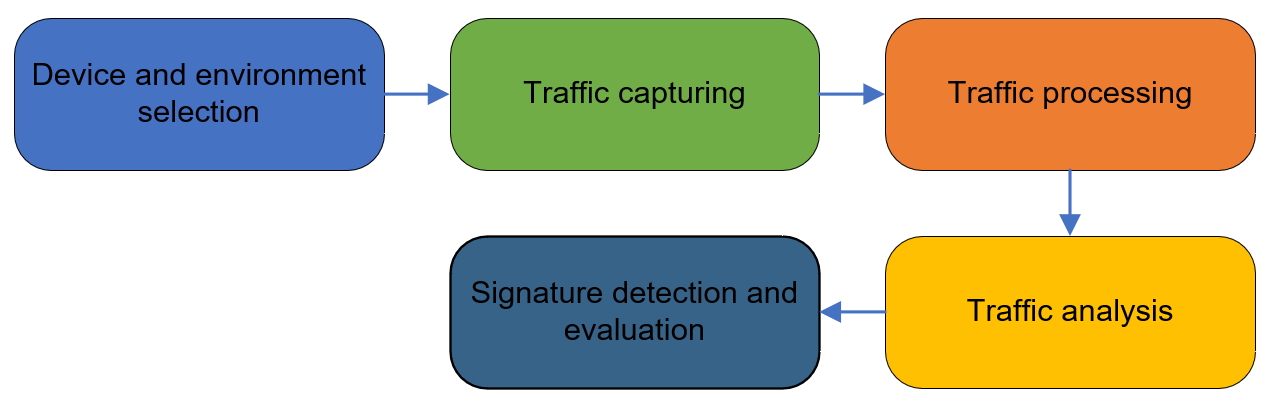 Device and environment
selection
Traffic capturing
Traffic processing
Signature detection and
evaluation
Traffic analysis